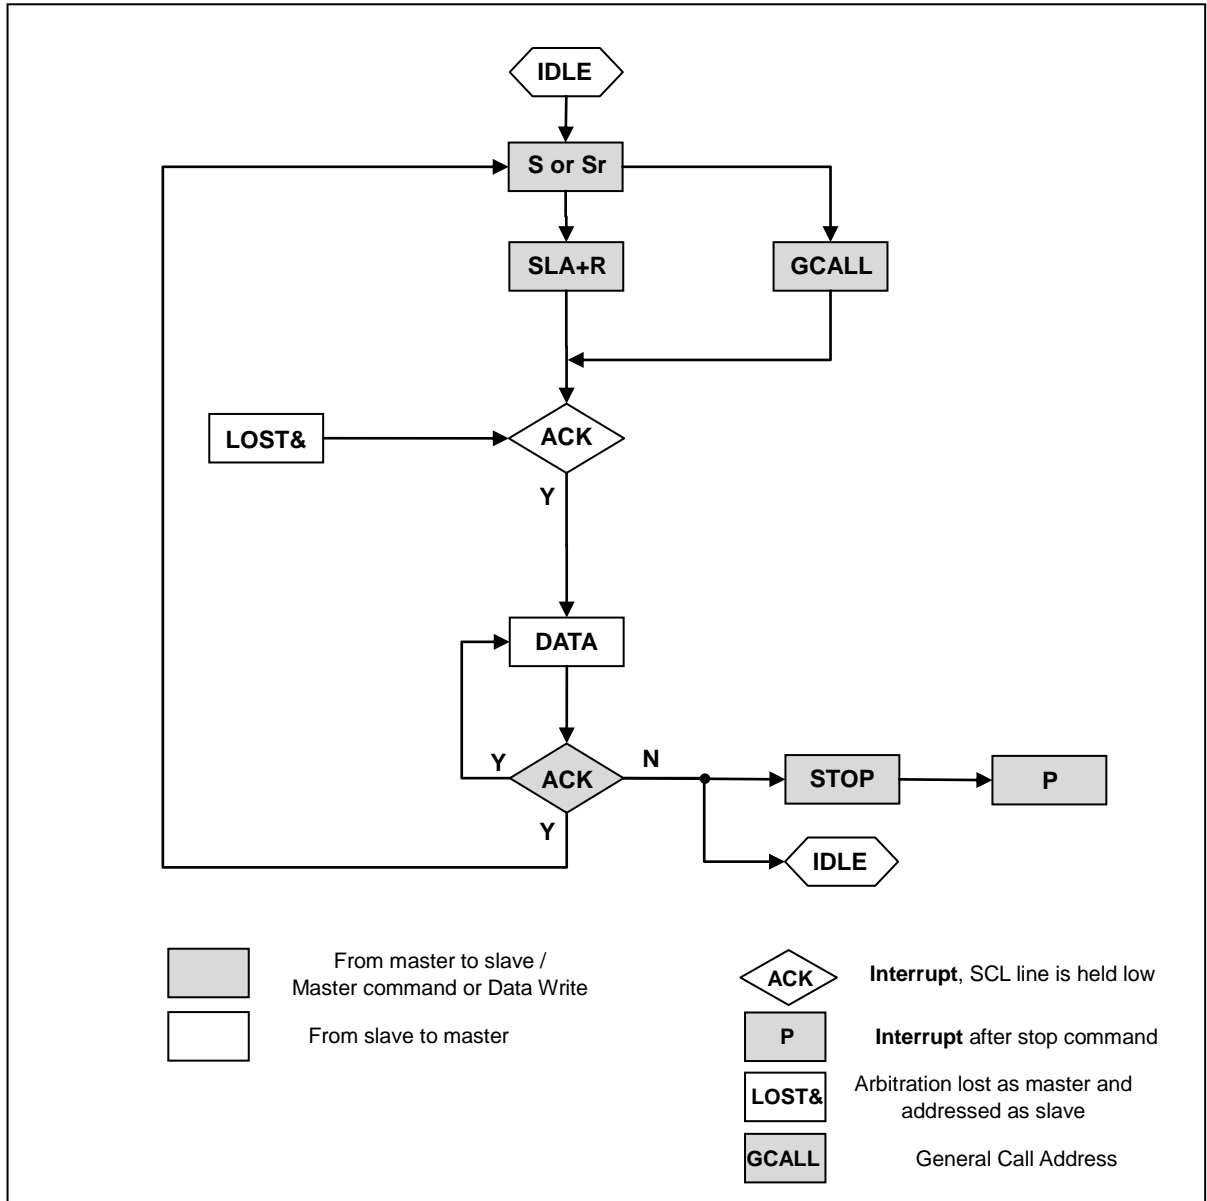 IDLE
S or Sr
SLA+R
GCALL
LOST&
ACK
Y
DATA
Y
ACK
N
STOP
P
Y
IDLE
From master to slave /
Master command or Data Write
From slave to master
ACK
Interrupt, SCL line is held low
P
Interrupt after stop command
LOST&
Arbitration lost as master and
addressed as slave
GCALL
General Call Address